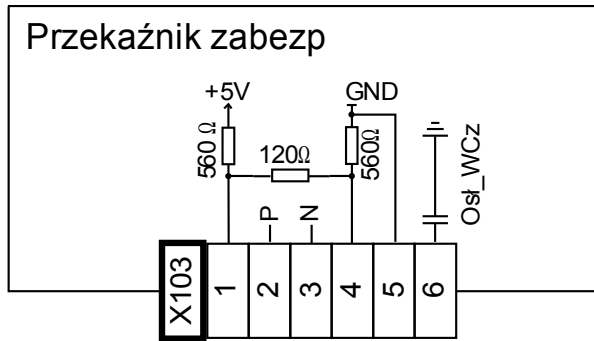 Przekaźnik zabezp
+5V
GND
560 Ω
120Ω
560Ω
Osł_WCz
P
N
X103
1
2
3
4
5
6